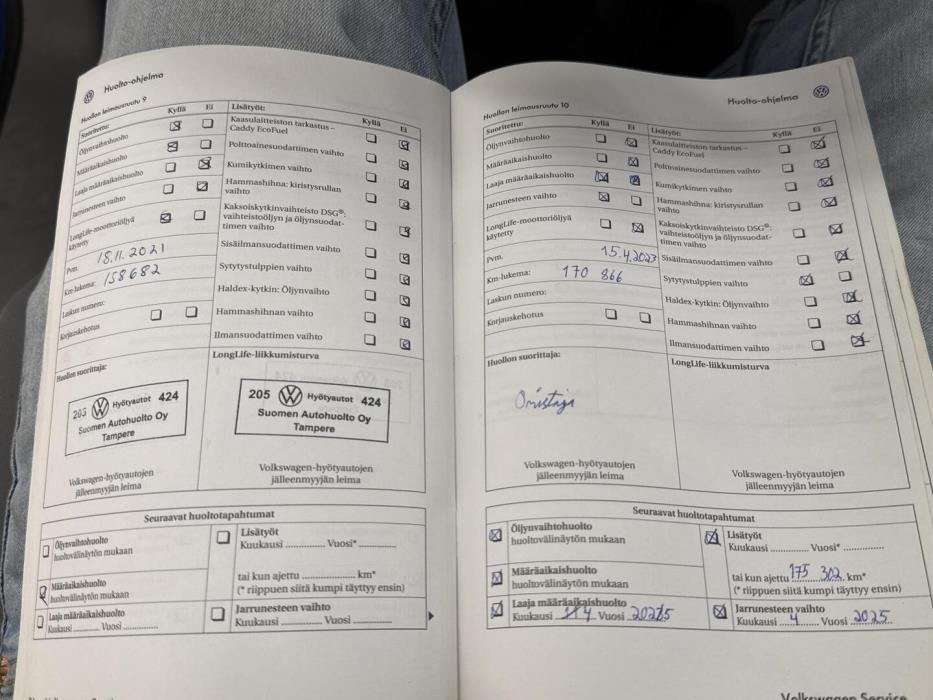 Huolto-ohjelma
Huollon leimausruutu 9
Suoritettu: Kyllä Ei
Öljynvaihtohuolto
Määräaikaishuolto
Laaja määräaikaishuolto
Jarrunesteen vaihto
LongLife-moottoriöljyä
käytetty
Pvm. 18.11.2021
Km-lukema: 158682
Laskun numero:
Korjauskehotus
Lisätyöt: Kyllä Ei
Kaasulaitteiston tarkastus –
Caddy EcoFuel
Polttoainesuodattimen vaihto
Kumikytkimen vaihto
Hammashihna: kiristysrullan
vaihto
Kaksoiskytkinvaihteisto DSG®:
vaihteistoöljyn ja öljynsuodat-
timen vaihto
Sisäilmansuodattimen vaihto
Sytytystulppien vaihto
Haldex-kytkin: Öljynvaihto
Hammashihnan vaihto
Ilmansuodattimen vaihto
Huollon suorittaja:
LongLife-liikkumisturva
205 Hyötyautot 424
Suomen Autohuolto Oy
Tampere
205 Hyötyautot 424
Suomen Autohuolto Oy
Tampere
Volkswagen-hyötyautojen
jälleenmyyjän leima
Volkswagen-hyötyautojen
jälleenmyyjän leima
Seuraavat huoltotapahtumat
Öljynvaihtohuolto
huoltovälinäytön mukaan
Määräaikaishuolto
huoltovälinäytön mukaan
Laaja määräaikaishuolto
Kuukausi .......... Vuosi ..............
Lisätyöt
Kuukausi ............. Vuosi* .............
tai kun ajettu ...................... km*
(* riippuen siitä kumpi täyttyy ensin)
Jarrunesteen vaihto
Kuukausi ............. Vuosi ..............
Huolto-ohjelma
Huollon leimausruutu 10
Suoritettu: Kyllä Ei
Öljynvaihtohuolto
Määräaikaishuolto
Laaja määräaikaishuolto
Jarrunesteen vaihto
LongLife-moottoriöljyä
käytetty
Pvm. 15.4.2023
Km-lukema: 170 866
Laskun numero:
Korjauskehotus
Lisätyöt: Kyllä Ei
Kaasulaitteiston tarkastus –
Caddy EcoFuel
Polttoainesuodattimen vaihto
Kumikytkimen vaihto
Hammashihna: kiristysrullan
vaihto
Kaksoiskytkinvaihteisto DSG®:
vaihteistoöljyn ja öljynsuodat-
timen vaihto
Sisäilmansuodattimen vaihto
Sytytystulppien vaihto
Haldex-kytkin: Öljynvaihto
Hammashihnan vaihto
Ilmansuodattimen vaihto
Huollon suorittaja:
LongLife-liikkumisturva
Omistaja
Volkswagen-hyötyautojen
jälleenmyyjän leima
Volkswagen-hyötyautojen
jälleenmyyjän leima
Seuraavat huoltotapahtumat
Öljynvaihtohuolto
huoltovälinäytön mukaan
Määräaikaishuolto
huoltovälinäytön mukaan
Laaja määräaikaishuolto
Kuukausi 4 Vuosi 2025
Lisätyöt
Kuukausi ............. Vuosi* ..............
tai kun ajettu 175 302 km*
(* riippuen siitä kumpi täyttyy ensin)
Jarrunesteen vaihto
Kuukausi 4 Vuosi 2025
Volkswagen Service